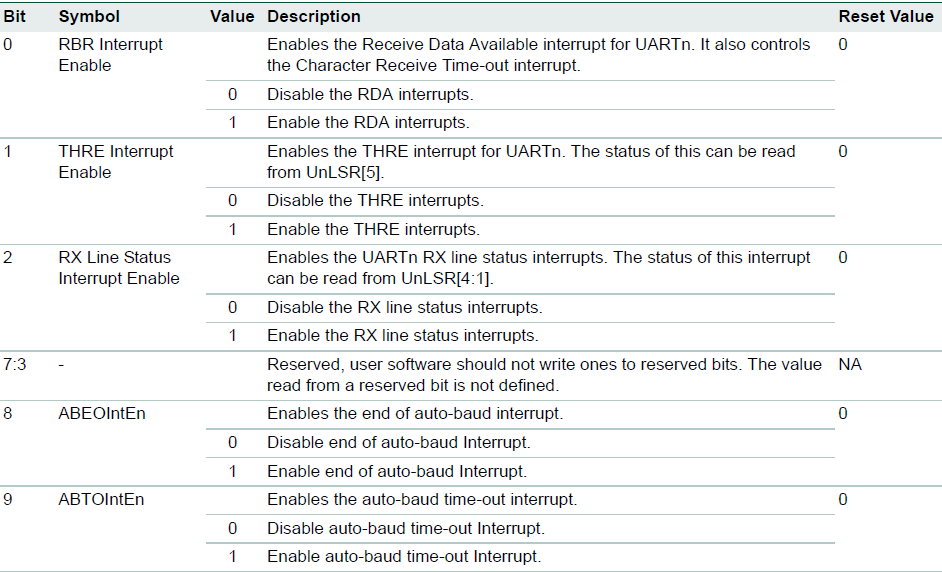 Bit Symbol Value Description Reset Value
0 RBR Interrupt Enables the Receive Data Available interrupt for UARTn. It also controls 0
Enable the Character Receive Time-out interrupt.
0 Disable the RDA interrupts.
1 Enable the RDA interrupts.
1 THRE Interrupt Enables the THRE interrupt for UARTn. The status of this can be read 0
Enable from UnLSR[5].
0 Disable the THRE interrupts.
1 Enable the THRE interrupts.
2 RX Line Status Enables the UARTn RX line status interrupts. The status of this interrupt 0
Interrupt Enable can be read from UnLSR[4:1].
0 Disable the RX line status interrupts.
1 Enable the RX line status interrupts.
7:3 - Reserved, user software should not write ones to reserved bits. The value NA
read from a reserved bit is not defined.
8 ABEOIntEn Enables the end of auto-baud interrupt. 0
0 Disable end of auto-baud Interrupt.
1 Enable end of auto-baud Interrupt.
9 ABTOIntEn Enables the auto-baud time-out interrupt. 0
0 Disable auto-baud time-out Interrupt.
1 Enable auto-baud time-out Interrupt.